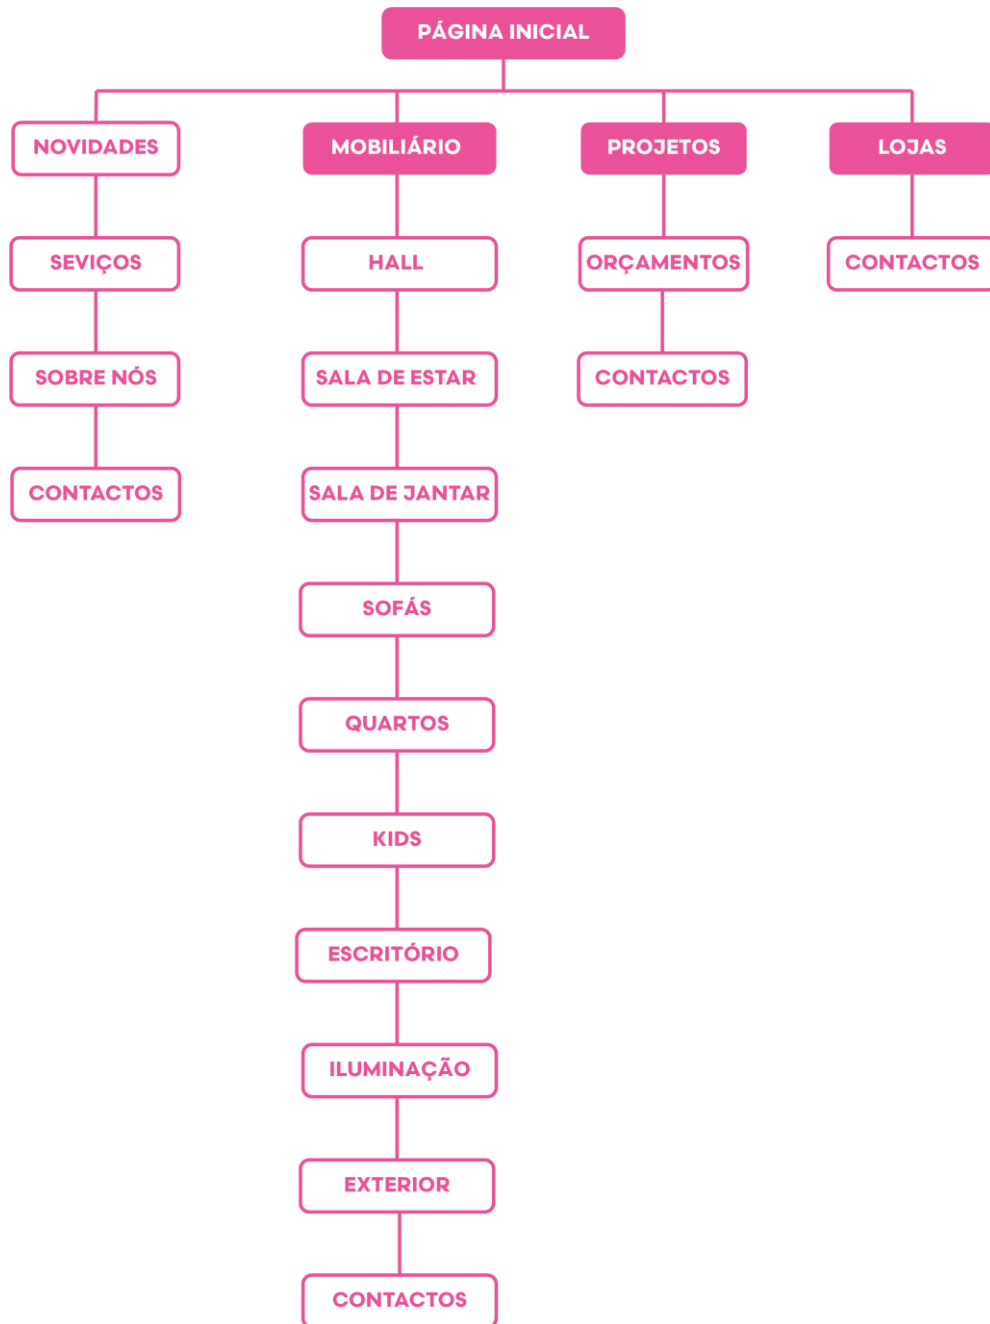 PÁGINA INICIAL
NOVIDADES
MOBILIÁRIO
PROJETOS
LOJAS
SEVIÇOS
HALL
ORÇAMENTOS
CONTACTOS
SOBRE NÓS
SALA DE ESTAR
CONTACTOS
CONTACTOS
SALA DE JANTAR
SOFÁS
QUARTOS
KIDS
ESCRITÓRIO
ILUMINAÇÃO
EXTERIOR
CONTACTOS